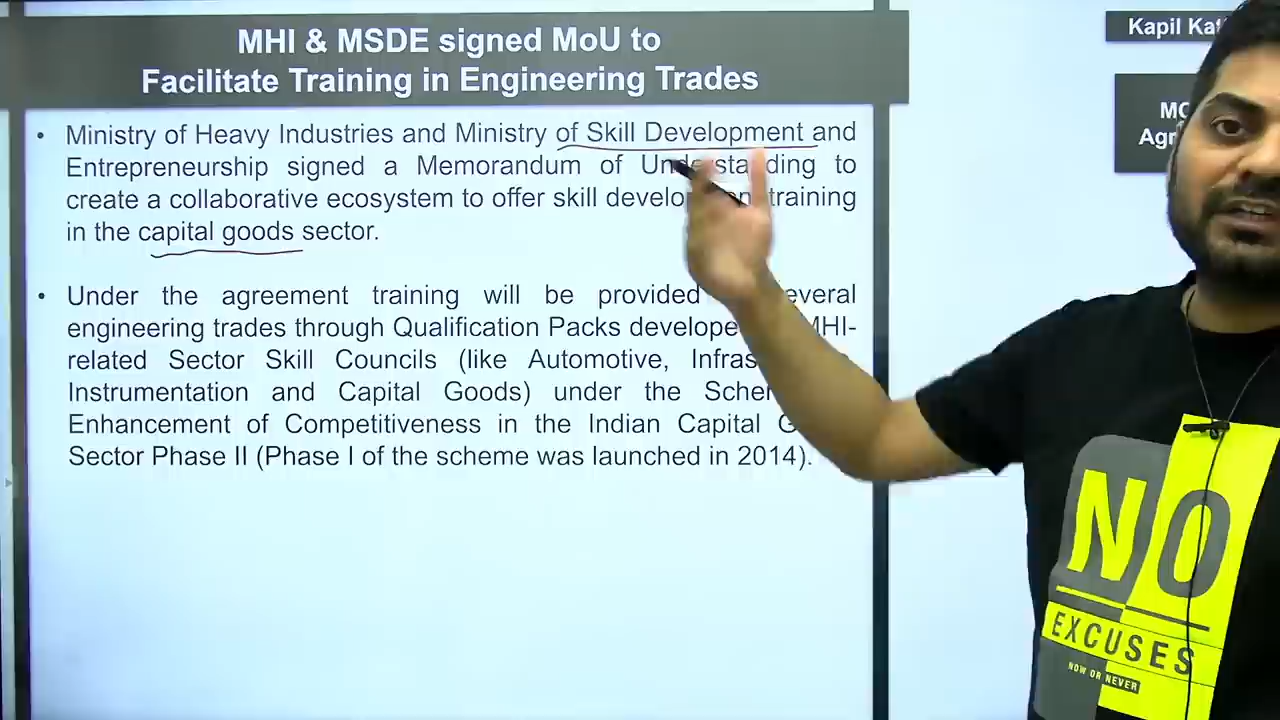 MHI & MSDE signed MoU to
Facilitate Training in Engineering Trades
Kapil
• Ministry of Heavy Industries and Ministry of Skill Development and
Entrepreneurship signed a Memorandum of Understanding to
create a collaborative ecosystem to offer skill training
in the capital goods sector.
• Under the agreement training will be provided
engineering trades through Qualification Packs MHI-
related Sector Skill Councils (like Automotive,
Instrumentation and Capital Goods) under the
Enhancement of Competitiveness in the Indian Capital
Sector Phase II (Phase I of the scheme was launched in 2014).
NO
EXCUSES
NOW OR NEVER